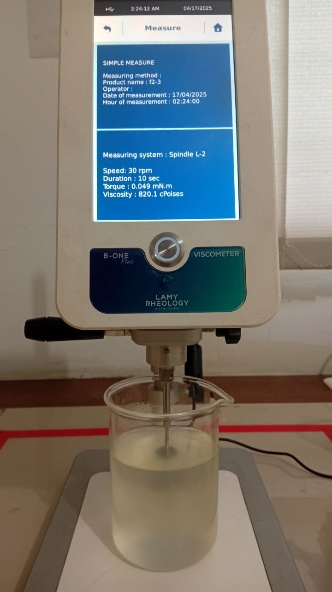 2:24:12 AM 04/17/2025
Measure
SIMPLE MEASURE
Measuring method :
Product name : f2-3
Operator :
Date of measurement : 17/04/2025
Hour of measurement : 02:24:00
Measuring system : Spindle L-2
Speed: 30 rpm
Duration : 10 sec
Torque : 0.049 mN.m
Viscosity : 820.1 cPoises
B-ONE Plus
VISCOMETER
LAMY
RHEOLOGY